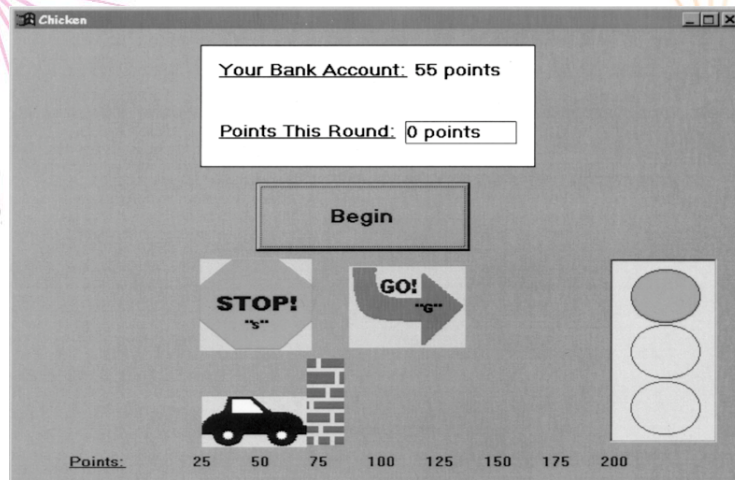 Chicken
Your Bank Account: 55 points
Points This Round: 0 points
Begin
STOP!
"S"
GO!
"G"
Points: 25 50 75 100 125 150 175 200